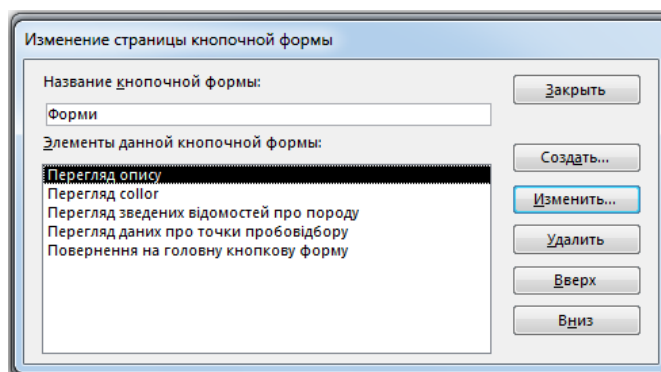 Изменение страницы кнопочной формы
Название кнопочной формы:
Форми
Элементы данной кнопочной формы:
Перегляд опису
Перегляд collor
Перегляд зведених відомостей про породу
Перегляд даних про точки пробовідбору
Повернення на головну кнопкову форму
Закрыть
Создать...
Изменить...
Удалить
Вверх
Вниз